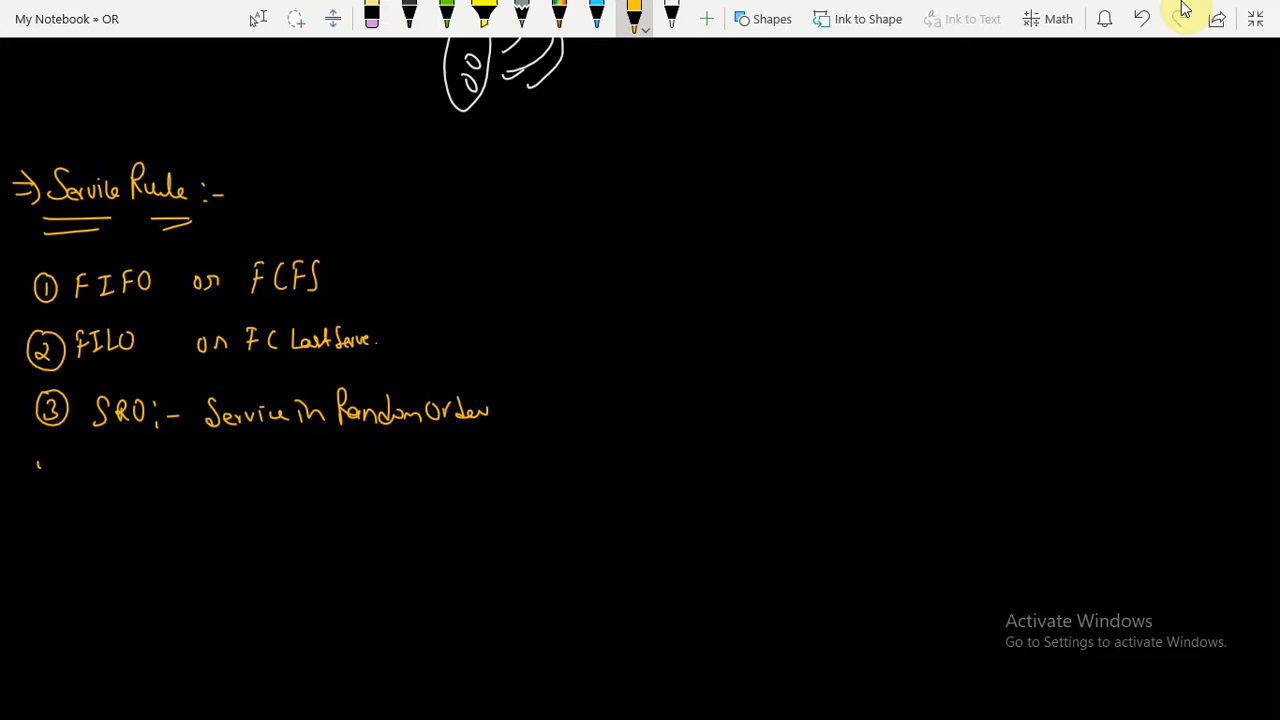 My Notebook » OR
Shapes
Ink to Shape
Ink to Text
Math
⇒ Service Rule :-
① FIFO or FCFS
② FILO or FC Last Serve.
③ SRO :- Service in Random Order
Activate Windows
Go to Settings to activate Windows.